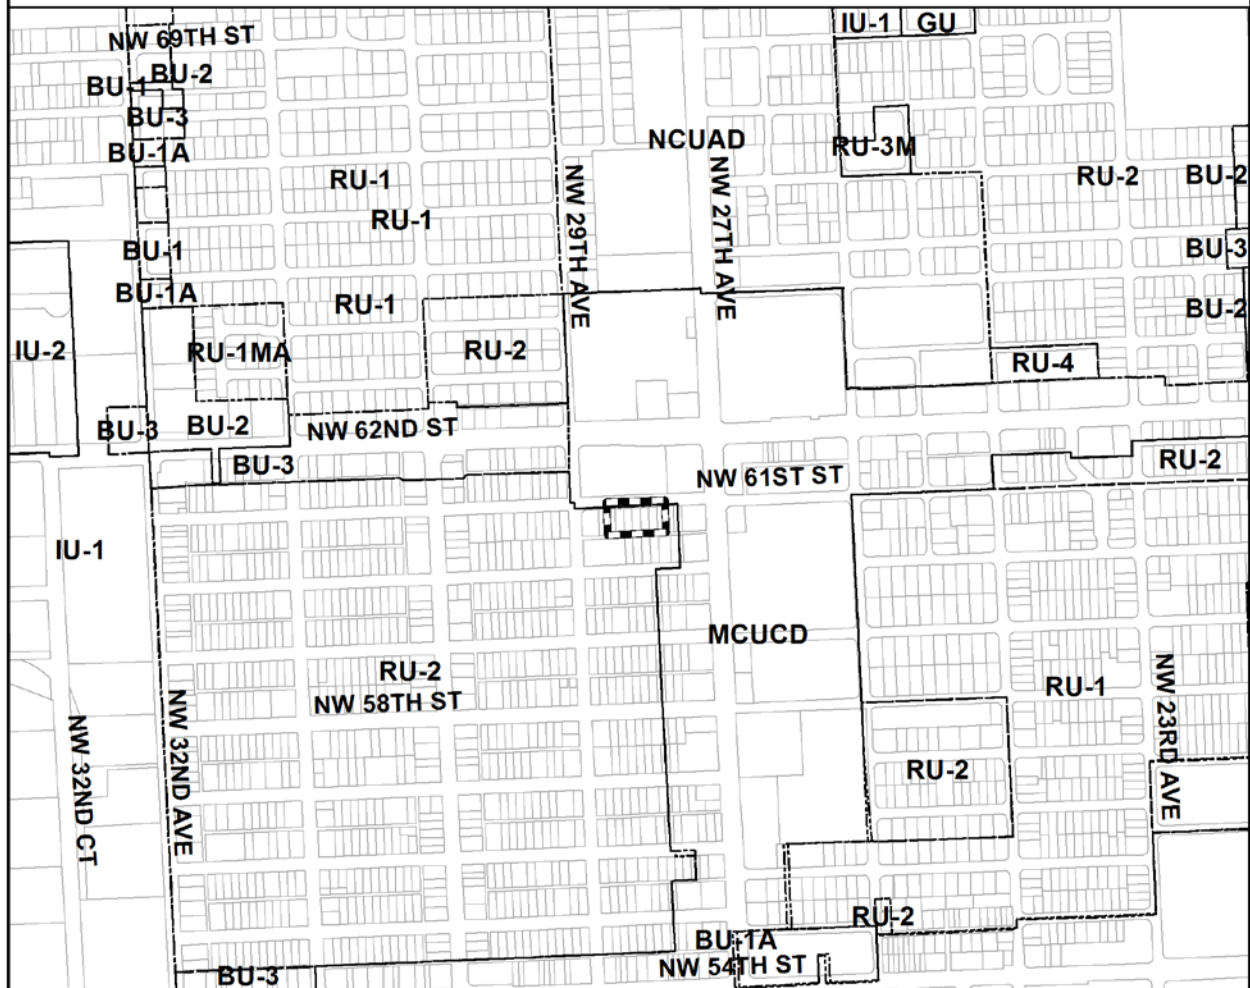 IU-1
GU
NW 69TH ST
BU-2
BU-1
BU-3
NCUAD
RU-3M
BU-1A
RU-1
RU-2
BU-2
NW 29TH AVE
NW 27TH AVE
RU-1
BU-1
BU-3
BU-1A
RU-1
BU-2
IU-2
RU-1MA
RU-2
RU-4
BU-3
BU-2
NW 62ND ST
BU-3
NW 61ST ST
RU-2
IU-1
MCUCD
RU-2
NW 58TH ST
RU-1
NW 23RD AVE
NW 32ND AVE
NW 32ND CT
RU-2
RU-2
BU-1A
NW 54TH ST
BU-3